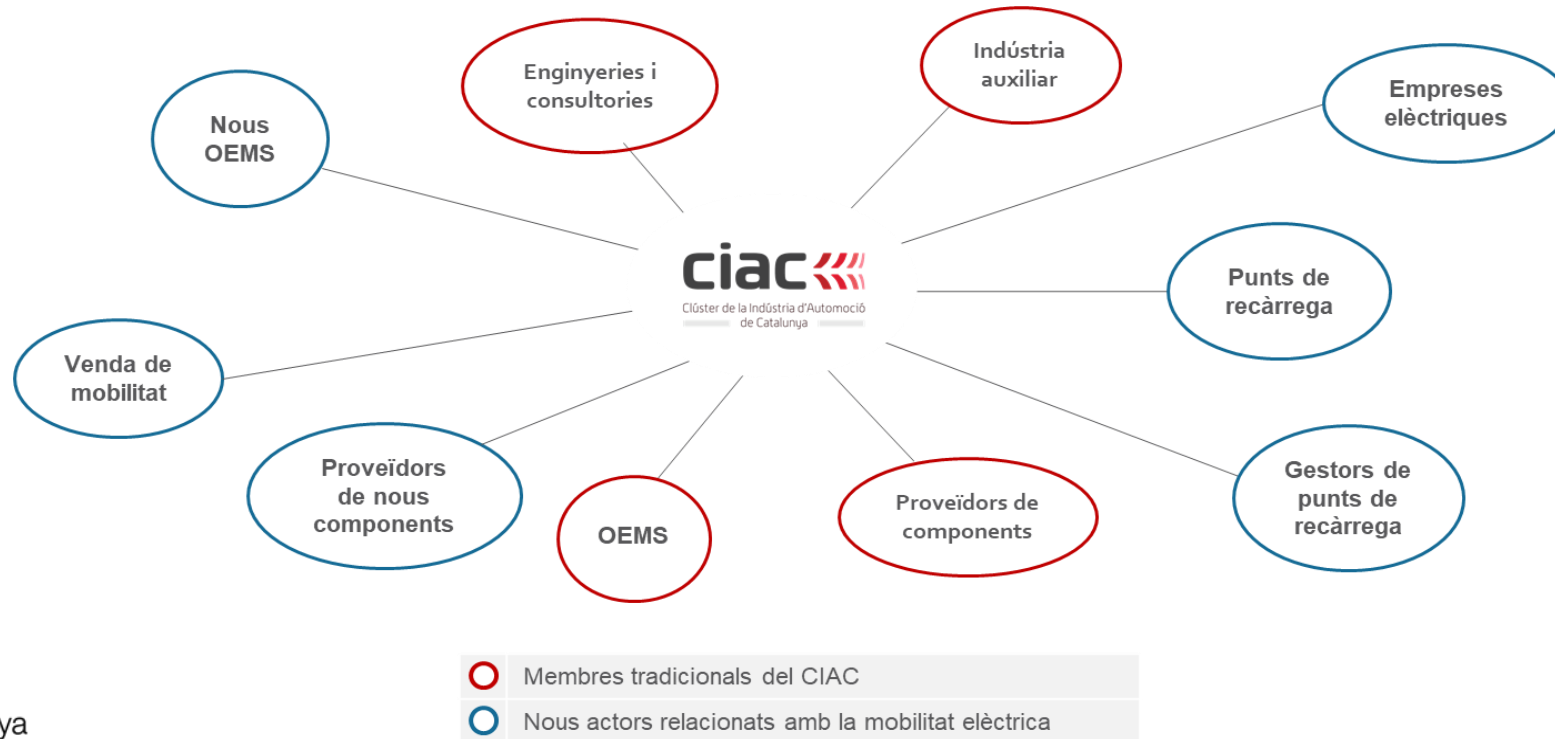 Enginyeries i
consultories
Indústria
auxiliar
Empreses
elèctriques
Nous
OEMS
ciac
Clúster de la Indústria d'Automoció
de Catalunya
Punts de
recàrrega
Venda de
mobilitat
Proveïdors
de nous
components
OEMS
Proveïdors de
components
Gestors de
punts de
recàrrega
Membres tradicionals del CIAC
Nous actors relacionats amb la mobilitat elèctrica
ya